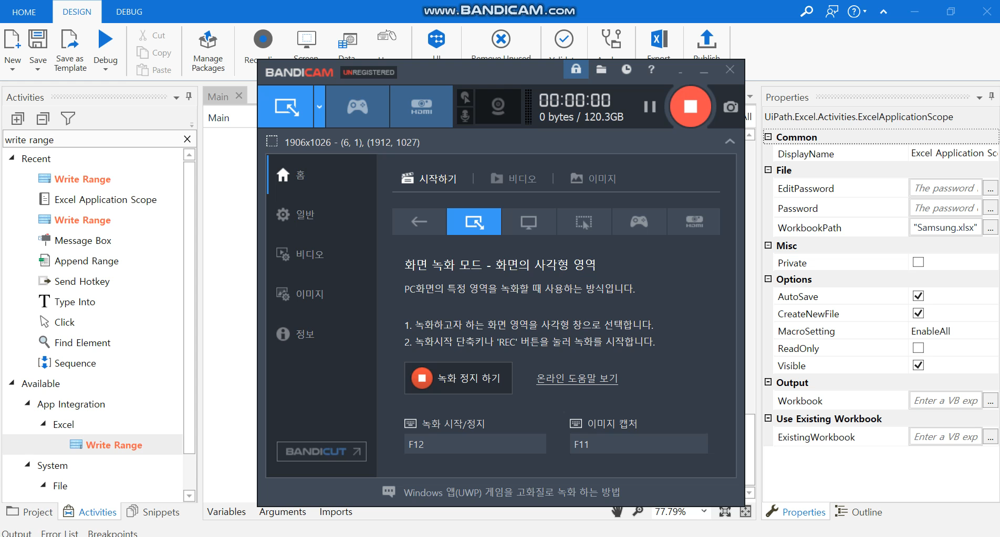 HOME
DESIGN
DEBUG
www.BANDICAM.com
New
Save
Save as
Template
Debug
Cut
Copy
Paste
Manage
Packages
Screen
Data
UI
Remove Unused
Export
Publish
BANDICAM UNREGISTERED
HDMI
00:00:00
0 bytes / 120.3GB
1906x1026 - (6, 1), (1912, 1027)
홈
일반
비디오
이미지
정보
BANDICUT
시작하기
비디오
이미지
HDMI
화면 녹화 모드 - 화면의 사각형 영역
PC화면의 특정 영역을 녹화할 때 사용하는 방식입니다.
1. 녹화하고자 하는 화면 영역을 사각형 창으로 선택합니다.
2. 녹화시작 단축키나 'REC' 버튼을 눌러 녹화를 시작합니다.
녹화 정지 하기
온라인 도움말 보기
녹화 시작/정지
이미지 캡처
F12
F11
Windows 앱(UWP) 게임을 고화질로 녹화 하는 방법
Activities
write range
Recent
Write Range
Excel Application Scope
Write Range
Message Box
Append Range
Send Hotkey
Type Into
Click
Find Element
Sequence
Available
App Integration
Excel
Write Range
System
File
Project
Activities
Snippets
Main
Main
Variables
Arguments
Imports
77.79%
Properties
UiPath.Excel.Activities.ExcelApplicationScope
Common
DisplayName Excel Application Sc
File
EditPassword The password
Password The password
WorkbookPath "Samsung.xlsx"
Misc
Private
Options
AutoSave
CreateNewFile
MacroSetting EnableAll
ReadOnly
Visible
Output
Workbook Enter a VB exp
Use Existing Workbook
ExistingWorkbook Enter a VB exp
Properties
Outline
Output
Error List
Breakpoints